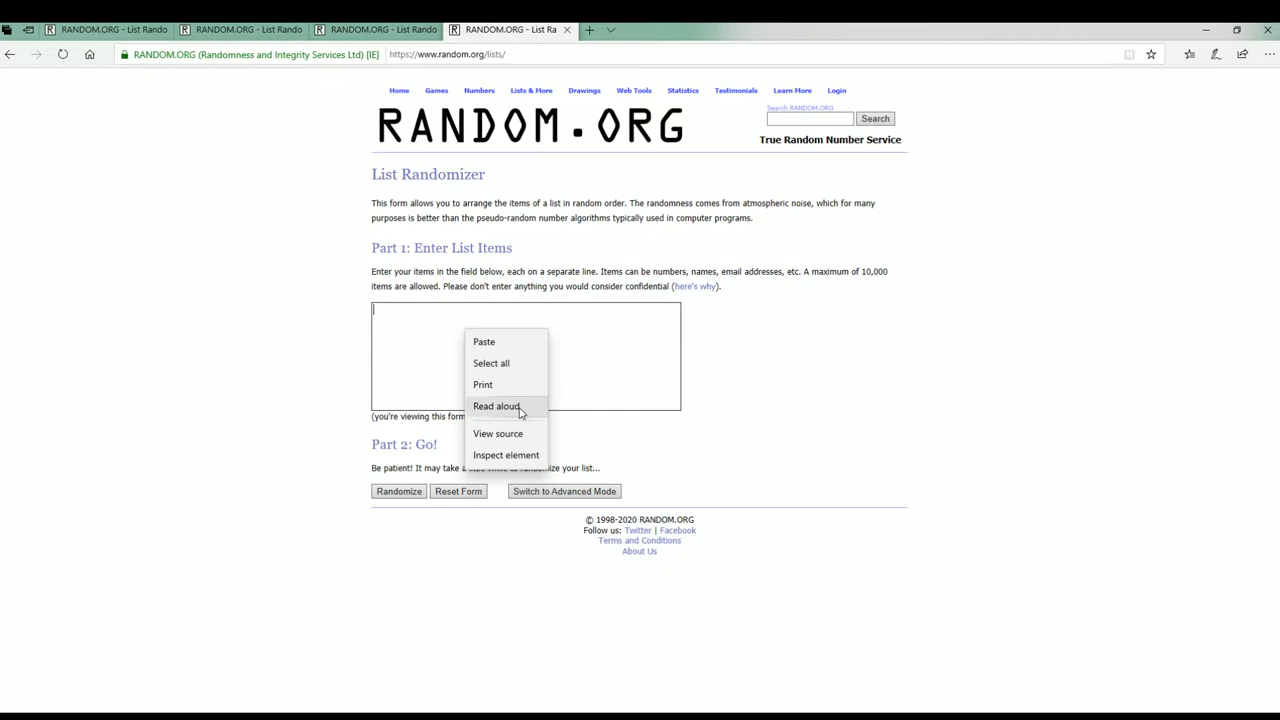 RANDOM.ORG - List Rando
RANDOM.ORG - List Rando
RANDOM.ORG - List Rando
RANDOM.ORG - List Ra
RANDOM.ORG (Randomness and Integrity Services Ltd) [IE]
https://www.random.org/lists/
Home Games Numbers Lists & More Drawings Web Tools Statistics Testimonials Learn More Login
RANDOM.ORG
Search RANDOM.ORG
Search
True Random Number Service
List Randomizer
This form allows you to arrange the items of a list in random order. The randomness comes from atmospheric noise, which for many
purposes is better than the pseudo-random number algorithms typically used in computer programs.
Part 1: Enter List Items
Enter your items in the field below, each on a separate line. Items can be numbers, names, email addresses, etc. A maximum of 10,000
items are allowed. Please don't enter anything you would consider confidential (here's why).
Paste
Select all
Print
Read aloud
View source
Inspect element
(you're viewing this form
Part 2: Go!
Be patient! It may take a little while to randomize your list...
Randomize Reset Form Switch to Advanced Mode
© 1998-2020 RANDOM.ORG
Follow us: Twitter | Facebook
Terms and Conditions
About Us